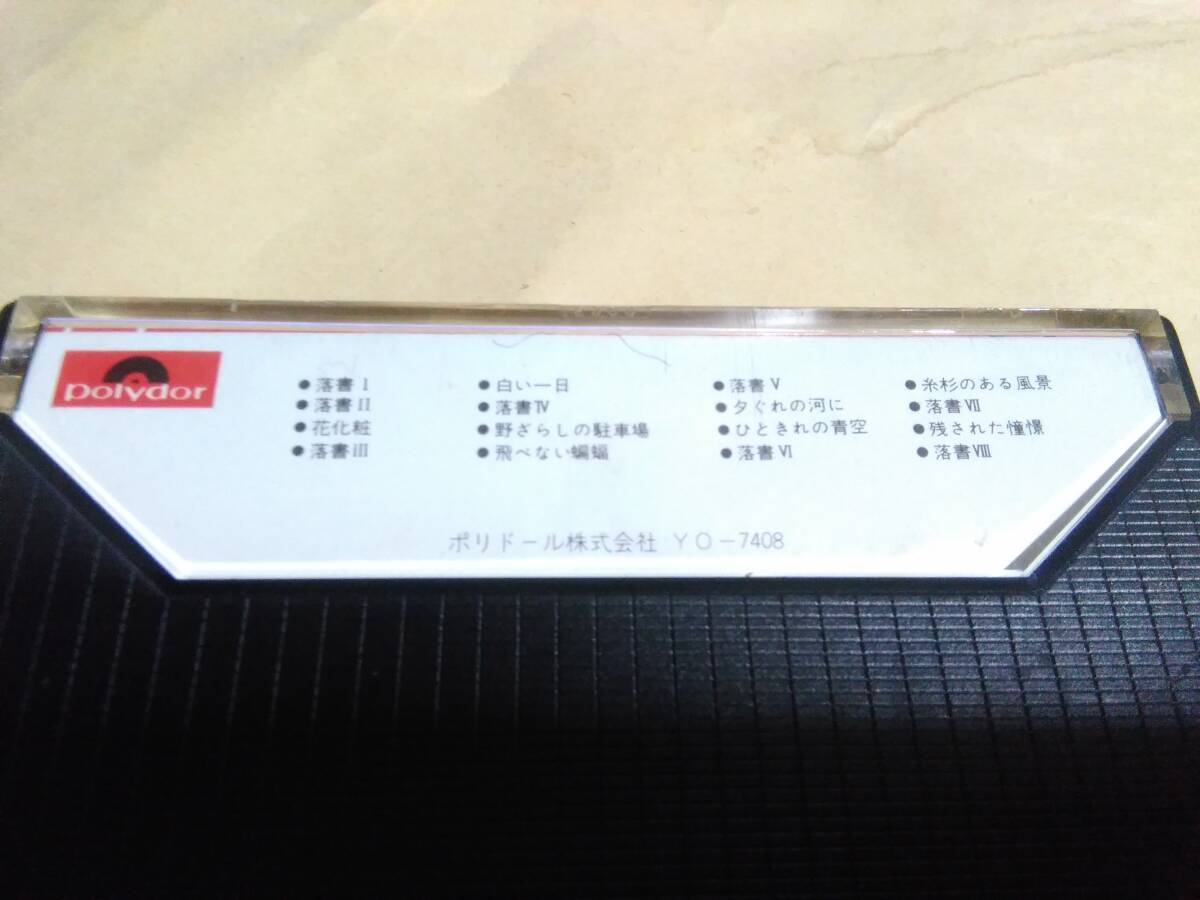 polydor
● 落書 I
● 落書 II
● 花化粧
● 落書 III
● 白い一日
● 落書 IV
● 野ざらしの駐車場
● 飛べない蝙蝠
● 落書 V
● 夕ぐれの河に
● ひときれの青空
● 落書 VI
● 糸杉のある風景
● 落書 VII
● 残された憧憬
● 落書 VIII
ポリドール株式会社 YO-7408